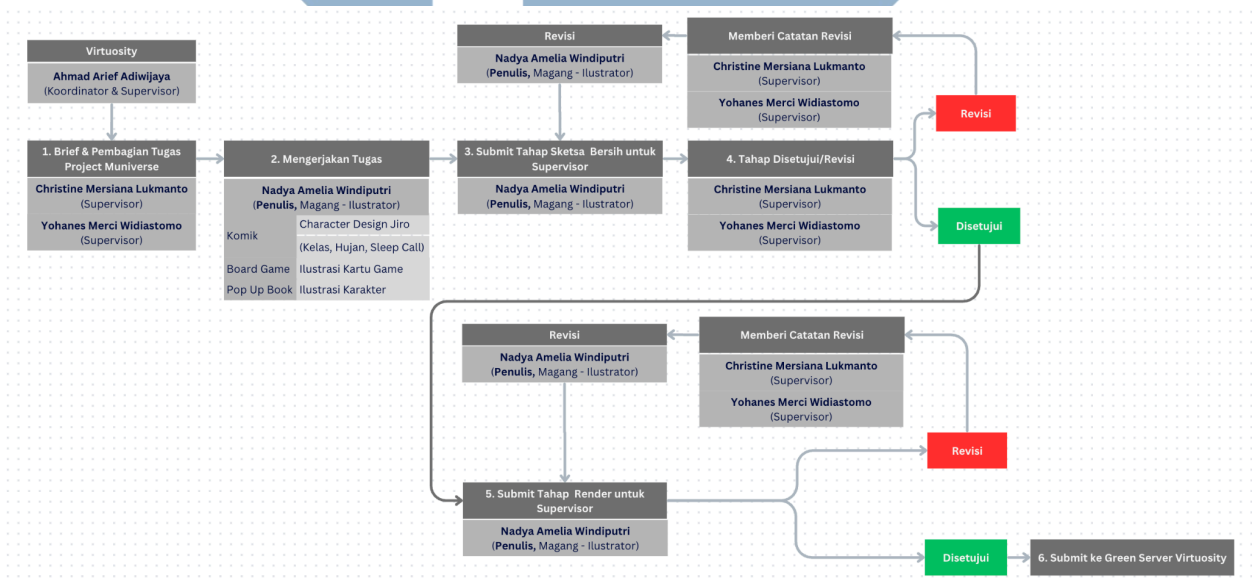 Virtuosity
Ahmad Arief Adiwijaya
(Koordinator & Supervisor)
1. Brief & Pembagian Tugas
Project Muniverse
Christine Mersiana Lukmanto
(Supervisor)
Yohanes Merci Widiastomo
(Supervisor)
2. Mengerjakan Tugas
Nadya Amelia Windiputri
(Penulis, Magang - Ilustrator)
Komik
Character Design Jiro
(Kelas, Hujan, Sleep Call)
Board Game Ilustrasi Kartu Game
Pop Up Book Ilustrasi Karakter
Revisi
Nadya Amelia Windiputri
(Penulis, Magang - Ilustrator)
3. Submit Tahap Sketsa Bersih untuk
Supervisor
Nadya Amelia Windiputri
(Penulis, Magang - Ilustrator)
Memberi Catatan Revisi
Christine Mersiana Lukmanto
(Supervisor)
Yohanes Merci Widiastomo
(Supervisor)
4. Tahap Disetujui/Revisi
Christine Mersiana Lukmanto
(Supervisor)
Yohanes Merci Widiastomo
(Supervisor)
Revisi
Disetujui
Revisi
Nadya Amelia Windiputri
(Penulis, Magang - Ilustrator)
Memberi Catatan Revisi
Christine Mersiana Lukmanto
(Supervisor)
Yohanes Merci Widiastomo
(Supervisor)
Revisi
5. Submit Tahap Render untuk
Supervisor
Nadya Amelia Windiputri
(Penulis, Magang - Ilustrator)
Disetujui
6. Submit ke Green Server Virtuosity